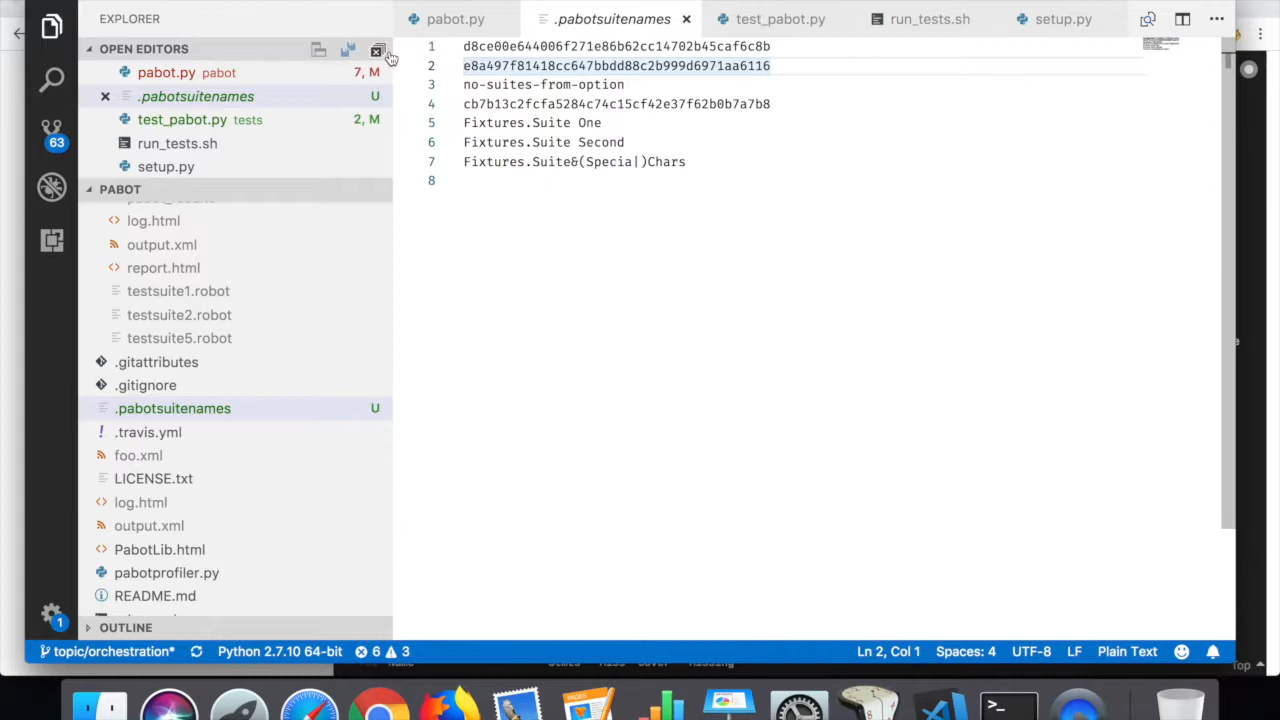 EXPLORER
OPEN EDITORS
pabot.py pabot 7, M
.pabotsuitenames U
test_pabot.py tests 2, M
run_tests.sh
setup.py
63
PABOT
log.html
output.xml
report.html
testsuite1.robot
testsuite2.robot
testsuite5.robot
.gitattributes
.gitignore
.pabotsuitenames U
.travis.yml
foo.xml
LICENSE.txt
log.html
output.xml
PabotLib.html
pabotprofiler.py
README.md
OUTLINE
1
pabot.py .pabotsuitenames test_pabot.py run_tests.sh setup.py
1 d8ce00e644006f271e86b62cc14702b45caf6c8b
2 e8a497f81418cc647bbdd88c2b999d6971aa6116
3 no-suites-from-option
4 cb7b13c2fcfa5284c74c15cf42e37f62b0b7a7b8
5 Fixtures.Suite One
6 Fixtures.Suite Second
7 Fixtures.Suite&(Specia|)Chars
8
topic/orchestration* Python 2.7.10 64-bit 6 3 Ln 2, Col 1 Spaces: 4 UTF-8 LF Plain Text
Top
PAGES